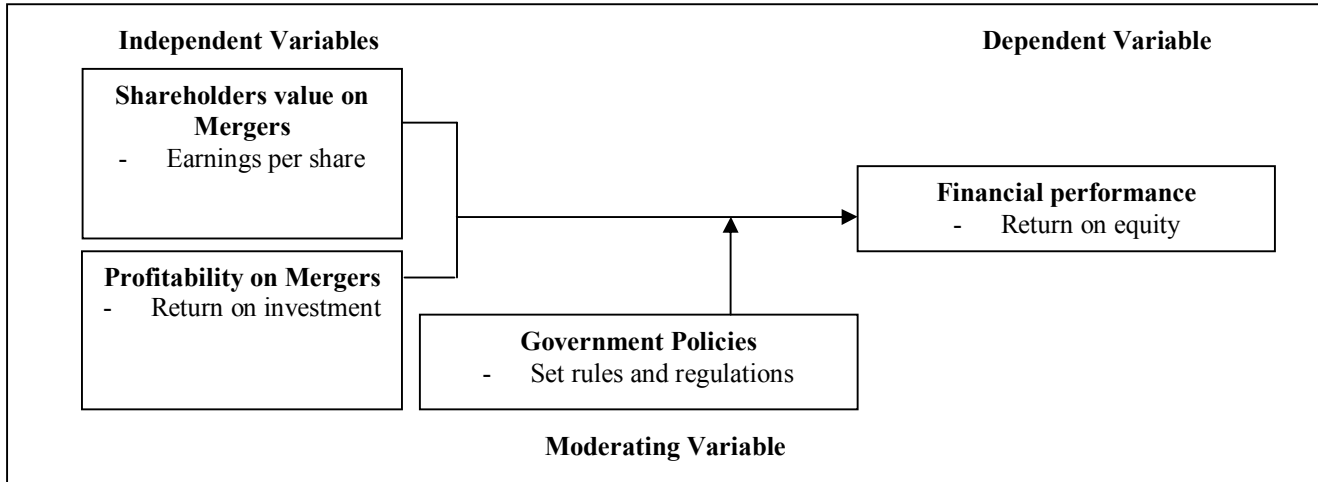 Independent Variables
Dependent Variable
Shareholders value on
Mergers
- Earnings per share
Financial performance
- Return on equity
Profitability on Mergers
- Return on investment
Government Policies
- Set rules and regulations
Moderating Variable